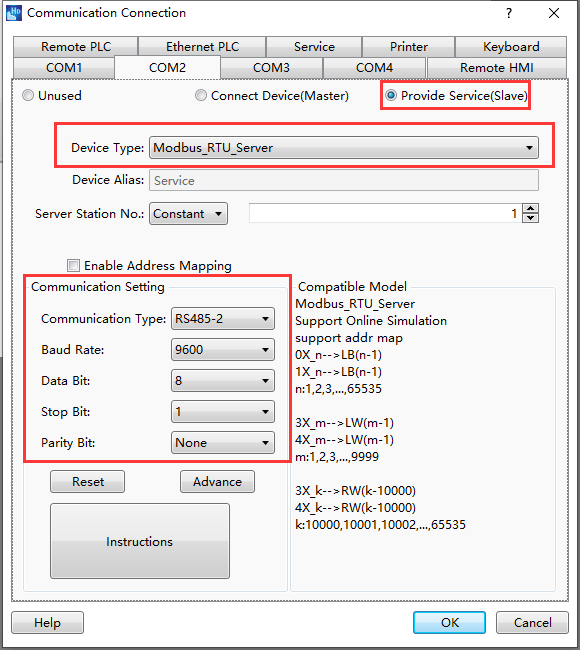 Communication Connection
Remote PLC Ethernet PLC Service Printer Keyboard
COM1 COM2 COM3 COM4 Remote HMI
Unused Connect Device(Master) Provide Service(Slave)
Device Type: Modbus_RTU_Server
Device Alias: Service
Server Station No.: Constant 1
Enable Address Mapping
Communication Setting
Communication Type: RS485-2
Baud Rate: 9600
Data Bit: 8
Stop Bit: 1
Parity Bit: None
Reset Advance
Instructions
Compatible Model
Modbus_RTU_Server
Support Online Simulation
support addr map
0X_n-->LB(n-1)
1X_n-->LB(n-1)
n:1,2,3,...,65535
3X_m-->LW(m-1)
4X_m-->LW(m-1)
m:1,2,3,...,9999
3X_k-->RW(k-10000)
4X_k-->RW(k-10000)
k:10000,10001,10002,...,65535
Help OK Cancel